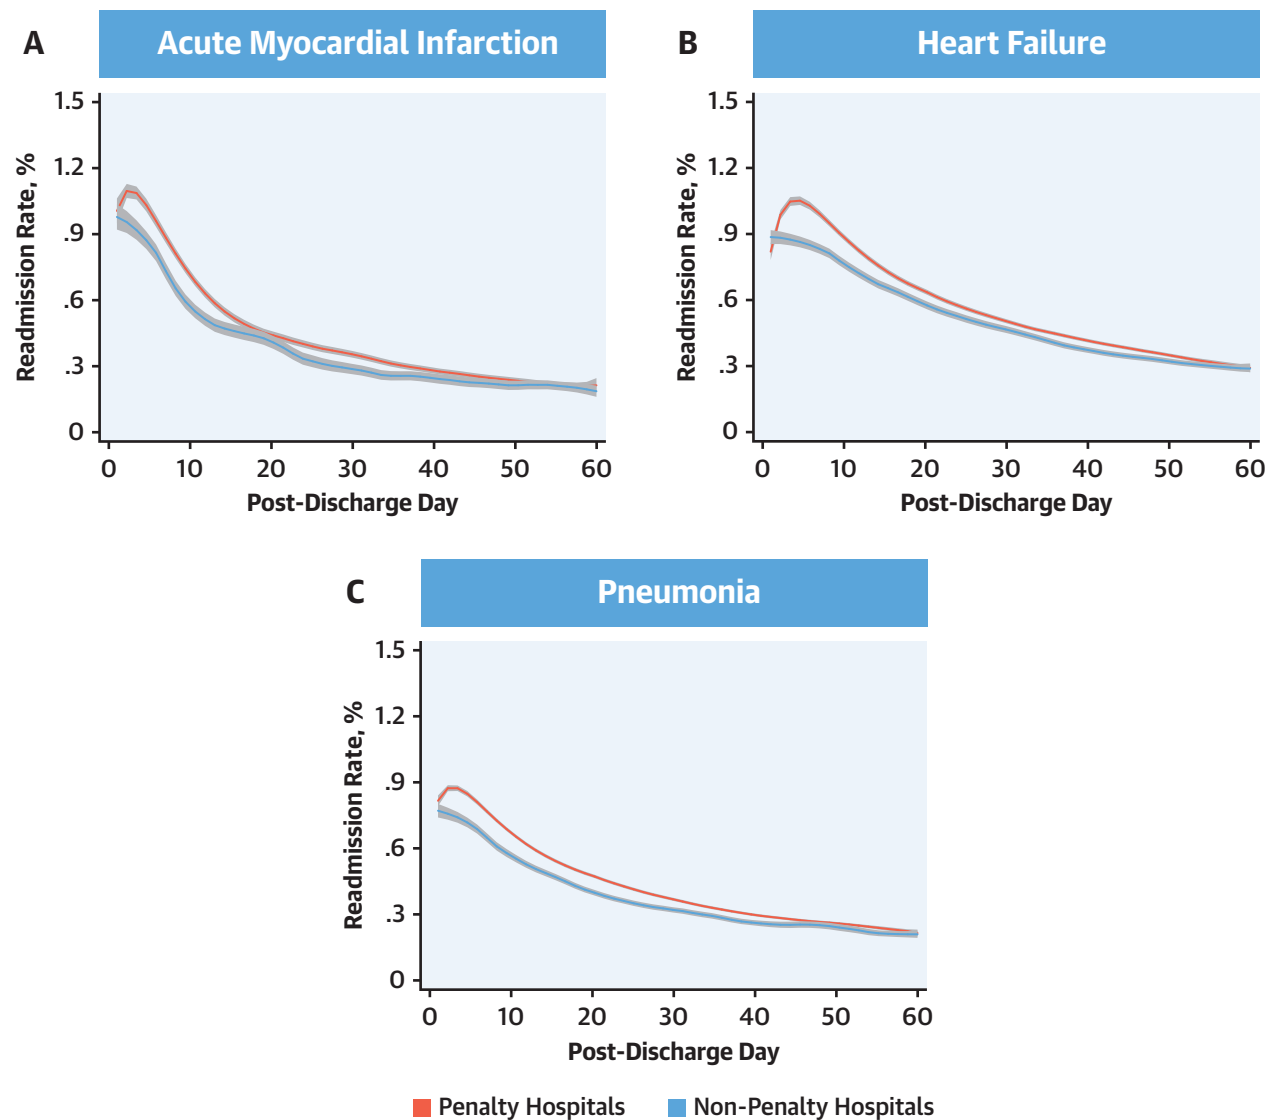 A
Acute Myocardial Infarction
Readmission Rate, %
1.5
1.2
.9
.6
.3
0
0 10 20 30 40 50 60
Post-Discharge Day
B
Heart Failure
Readmission Rate, %
1.5
1.2
.9
.6
.3
0
0 10 20 30 40 50 60
Post-Discharge Day
C
Pneumonia
Readmission Rate, %
1.5
1.2
.9
.6
.3
0
0 10 20 30 40 50 60
Post-Discharge Day
Penalty Hospitals Non-Penalty Hospitals